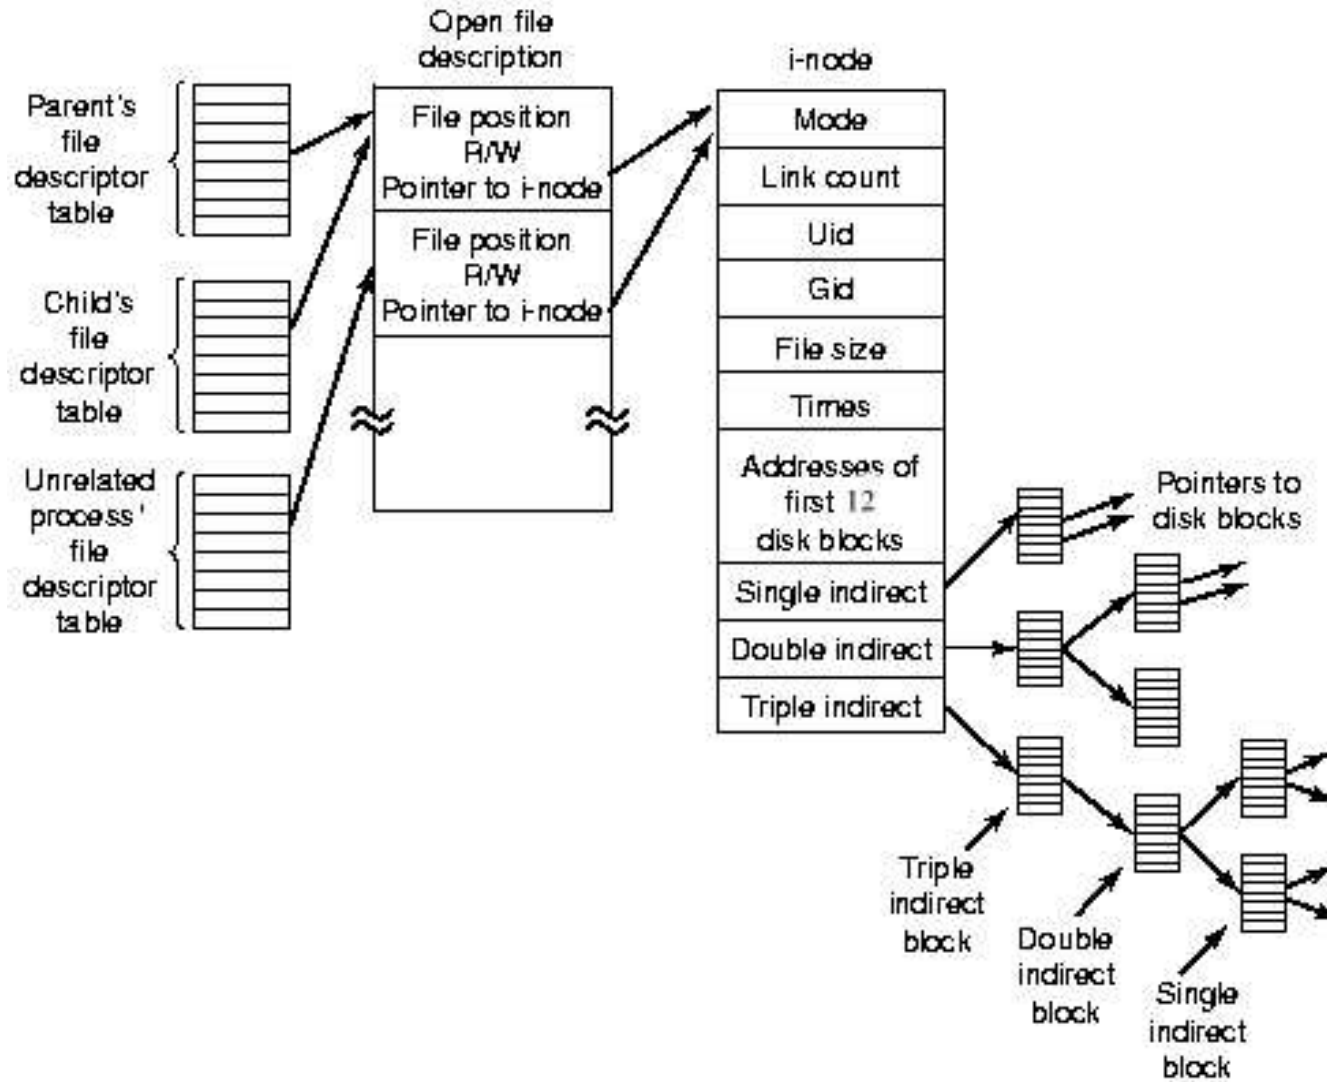 Open file
description
i-node
Parent's
file
descriptor
table
File position
R/W
Pointer to i-node
File position
R/W
Pointer to i-node
Child's
file
descriptor
table
Unrelated
process'
file
descriptor
table
Mode
Link count
Uid
Gid
File size
Times
Addresses of
first 12
disk blocks
Single indirect
Double indirect
Triple indirect
Pointers to
disk blocks
Triple
indirect
block
Double
indirect
block
Single
indirect
block